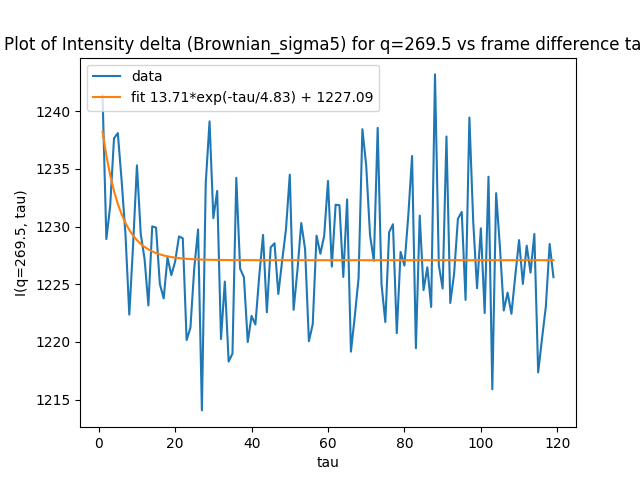 Plot of Intensity delta (Brownian_sigma5) for q=269.5 vs frame difference ta
data
fit 13.71*exp(-tau/4.83) + 1227.09
1240
1235
1230
1225
1220
1215
I(q=269.5, tau)
0 20 40 60 80 100 120
tau